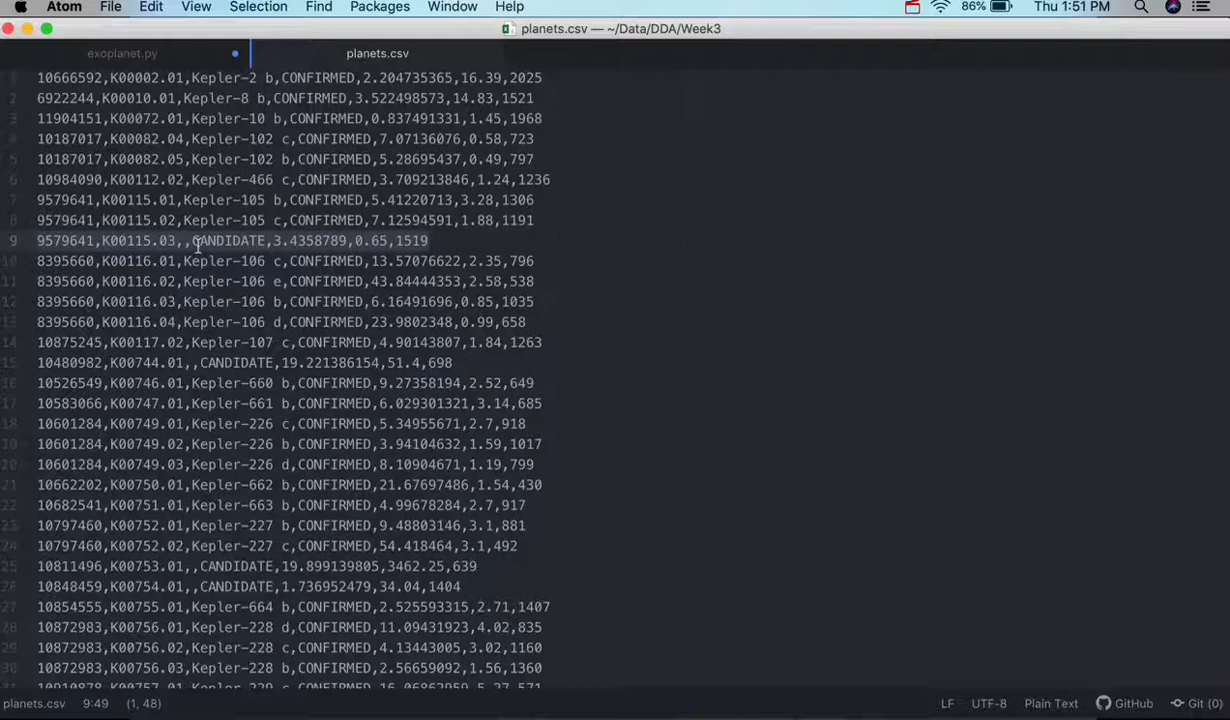 Atom File Edit View Selection Find Packages Window Help 86% Thu 1:51 PM
planets.csv — ~/Data/DDA/Week3
exoplanet.py planets.csv
1 10666592,K00002.01,Kepler-2 b,CONFIRMED,2.204735365,16.39,2025
2 6922244,K00010.01,Kepler-8 b,CONFIRMED,3.522498573,14.83,1521
3 11904151,K00072.01,Kepler-10 b,CONFIRMED,0.837491331,1.45,1968
4 10187017,K00082.04,Kepler-102 c,CONFIRMED,7.07136076,0.58,723
5 10187017,K00082.05,Kepler-102 b,CONFIRMED,5.28695437,0.49,797
6 10984090,K00112.02,Kepler-466 c,CONFIRMED,3.709213846,1.24,1236
7 9579641,K00115.01,Kepler-105 b,CONFIRMED,5.41220713,3.28,1306
8 9579641,K00115.02,Kepler-105 c,CONFIRMED,7.12594591,1.88,1191
9 9579641,K00115.03,,CANDIDATE,3.4358789,0.65,1519
10 8395660,K00116.01,Kepler-106 c,CONFIRMED,13.57076622,2.35,796
11 8395660,K00116.02,Kepler-106 e,CONFIRMED,43.84444353,2.58,538
12 8395660,K00116.03,Kepler-106 b,CONFIRMED,6.16491696,0.85,1035
13 8395660,K00116.04,Kepler-106 d,CONFIRMED,23.9802348,0.99,658
14 10875245,K00117.02,Kepler-107 c,CONFIRMED,4.90143807,1.84,1263
15 10480982,K00744.01,,CANDIDATE,19.221386154,51.4,698
16 10526549,K00746.01,Kepler-660 b,CONFIRMED,9.27358194,2.52,649
17 10583066,K00747.01,Kepler-661 b,CONFIRMED,6.029301321,3.14,685
18 10601284,K00749.01,Kepler-226 c,CONFIRMED,5.34955671,2.7,918
19 10601284,K00749.02,Kepler-226 b,CONFIRMED,3.94104632,1.59,1017
20 10601284,K00749.03,Kepler-226 d,CONFIRMED,8.10904671,1.19,799
21 10662202,K00750.01,Kepler-662 b,CONFIRMED,21.67697486,1.54,430
22 10682541,K00751.01,Kepler-663 b,CONFIRMED,4.99678284,2.7,917
23 10797460,K00752.01,Kepler-227 b,CONFIRMED,9.48803146,3.1,881
24 10797460,K00752.02,Kepler-227 c,CONFIRMED,54.418464,3.1,492
25 10811496,K00753.01,,CANDIDATE,19.899139805,3462.25,639
26 10848459,K00754.01,,CANDIDATE,1.736952479,34.04,1404
27 10854555,K00755.01,Kepler-664 b,CONFIRMED,2.525593315,2.71,1407
28 10872983,K00756.01,Kepler-228 d,CONFIRMED,11.09431923,4.02,835
29 10872983,K00756.02,Kepler-228 c,CONFIRMED,4.13443005,3.02,1160
30 10872983,K00756.03,Kepler-228 b,CONFIRMED,2.56659092,1.56,1360
31 10910878,K00757.01,Kepler-229 c,CONFIRMED,16.06862959,5.27,571
planets.csv 9:49 (1, 48) LF UTF-8 Plain Text GitHub Git (0)